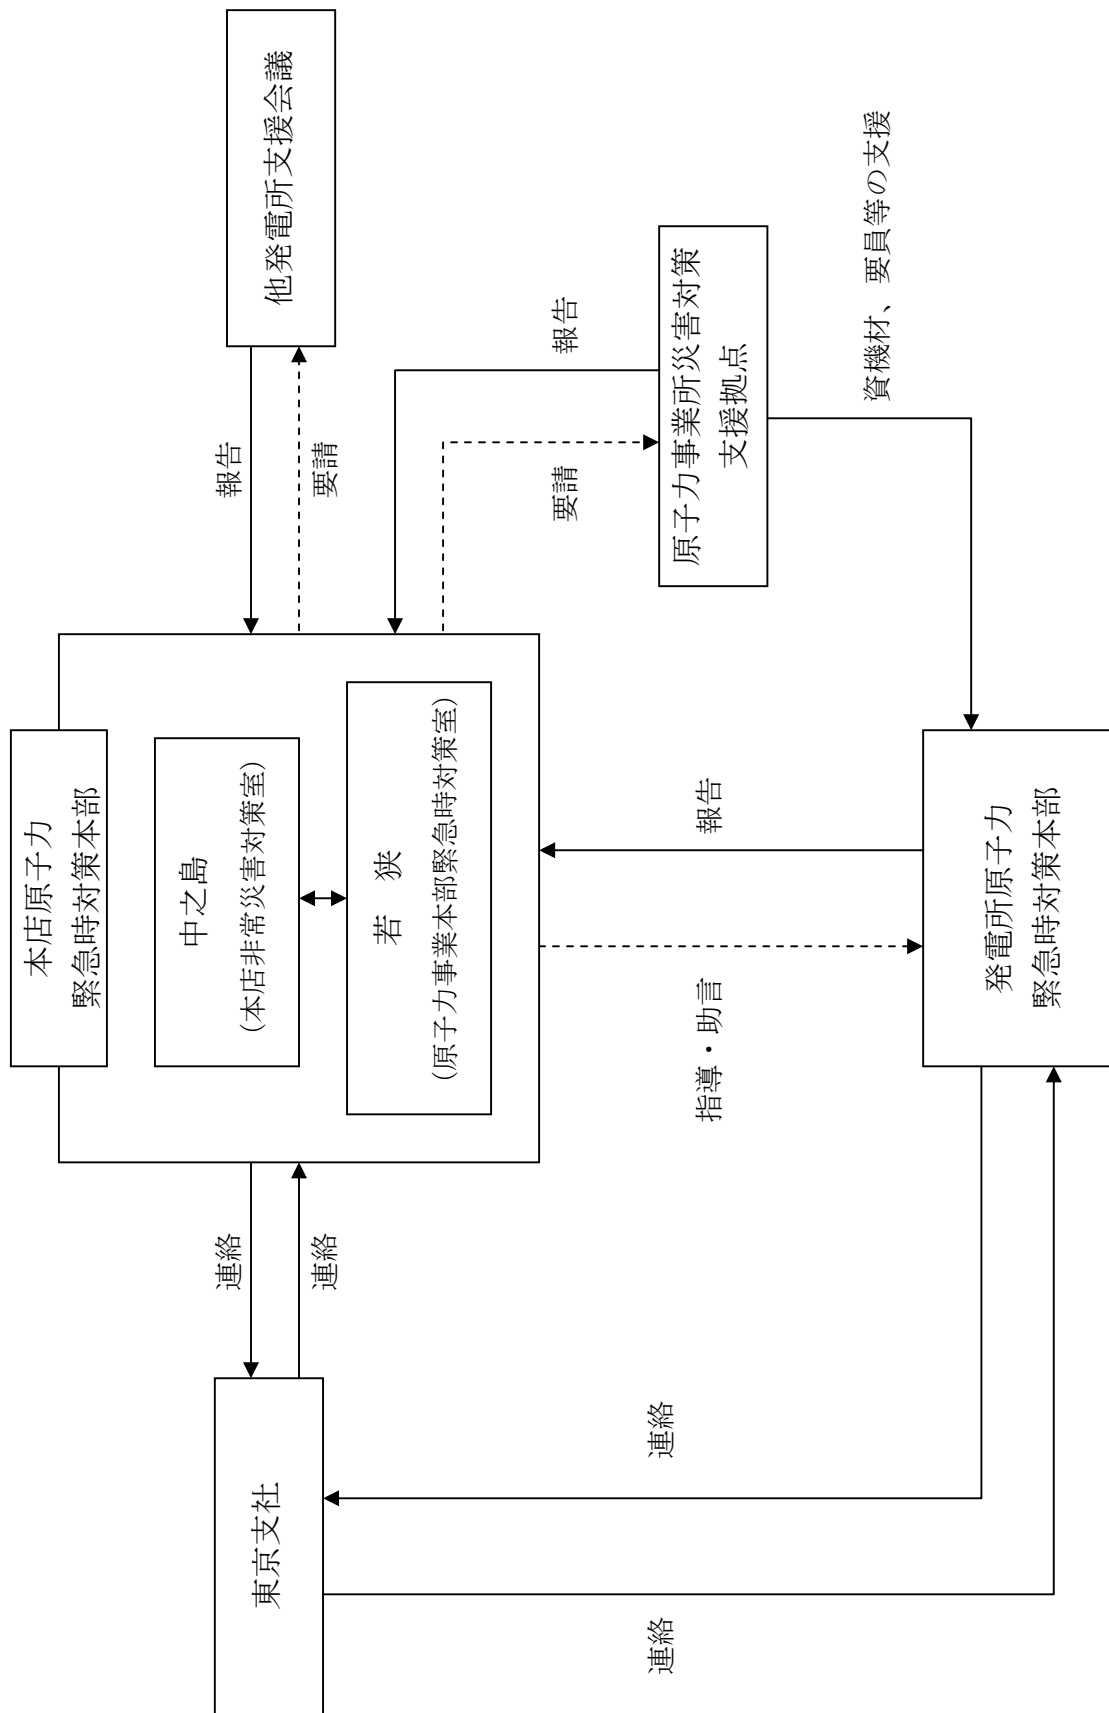 本店原子力
緊急時対策本部
中之島
(本店非常災害対策室)
若　狭
(原子力事業本部緊急時対策室)
東京支社
連絡
連絡
報告
要請
他発電所支援会議
報告
要請
原子力事業所災害対策
支援拠点
資機材、要員等の支援
指導・助言
報告
連絡
連絡
発電所原子力
緊急時対策本部